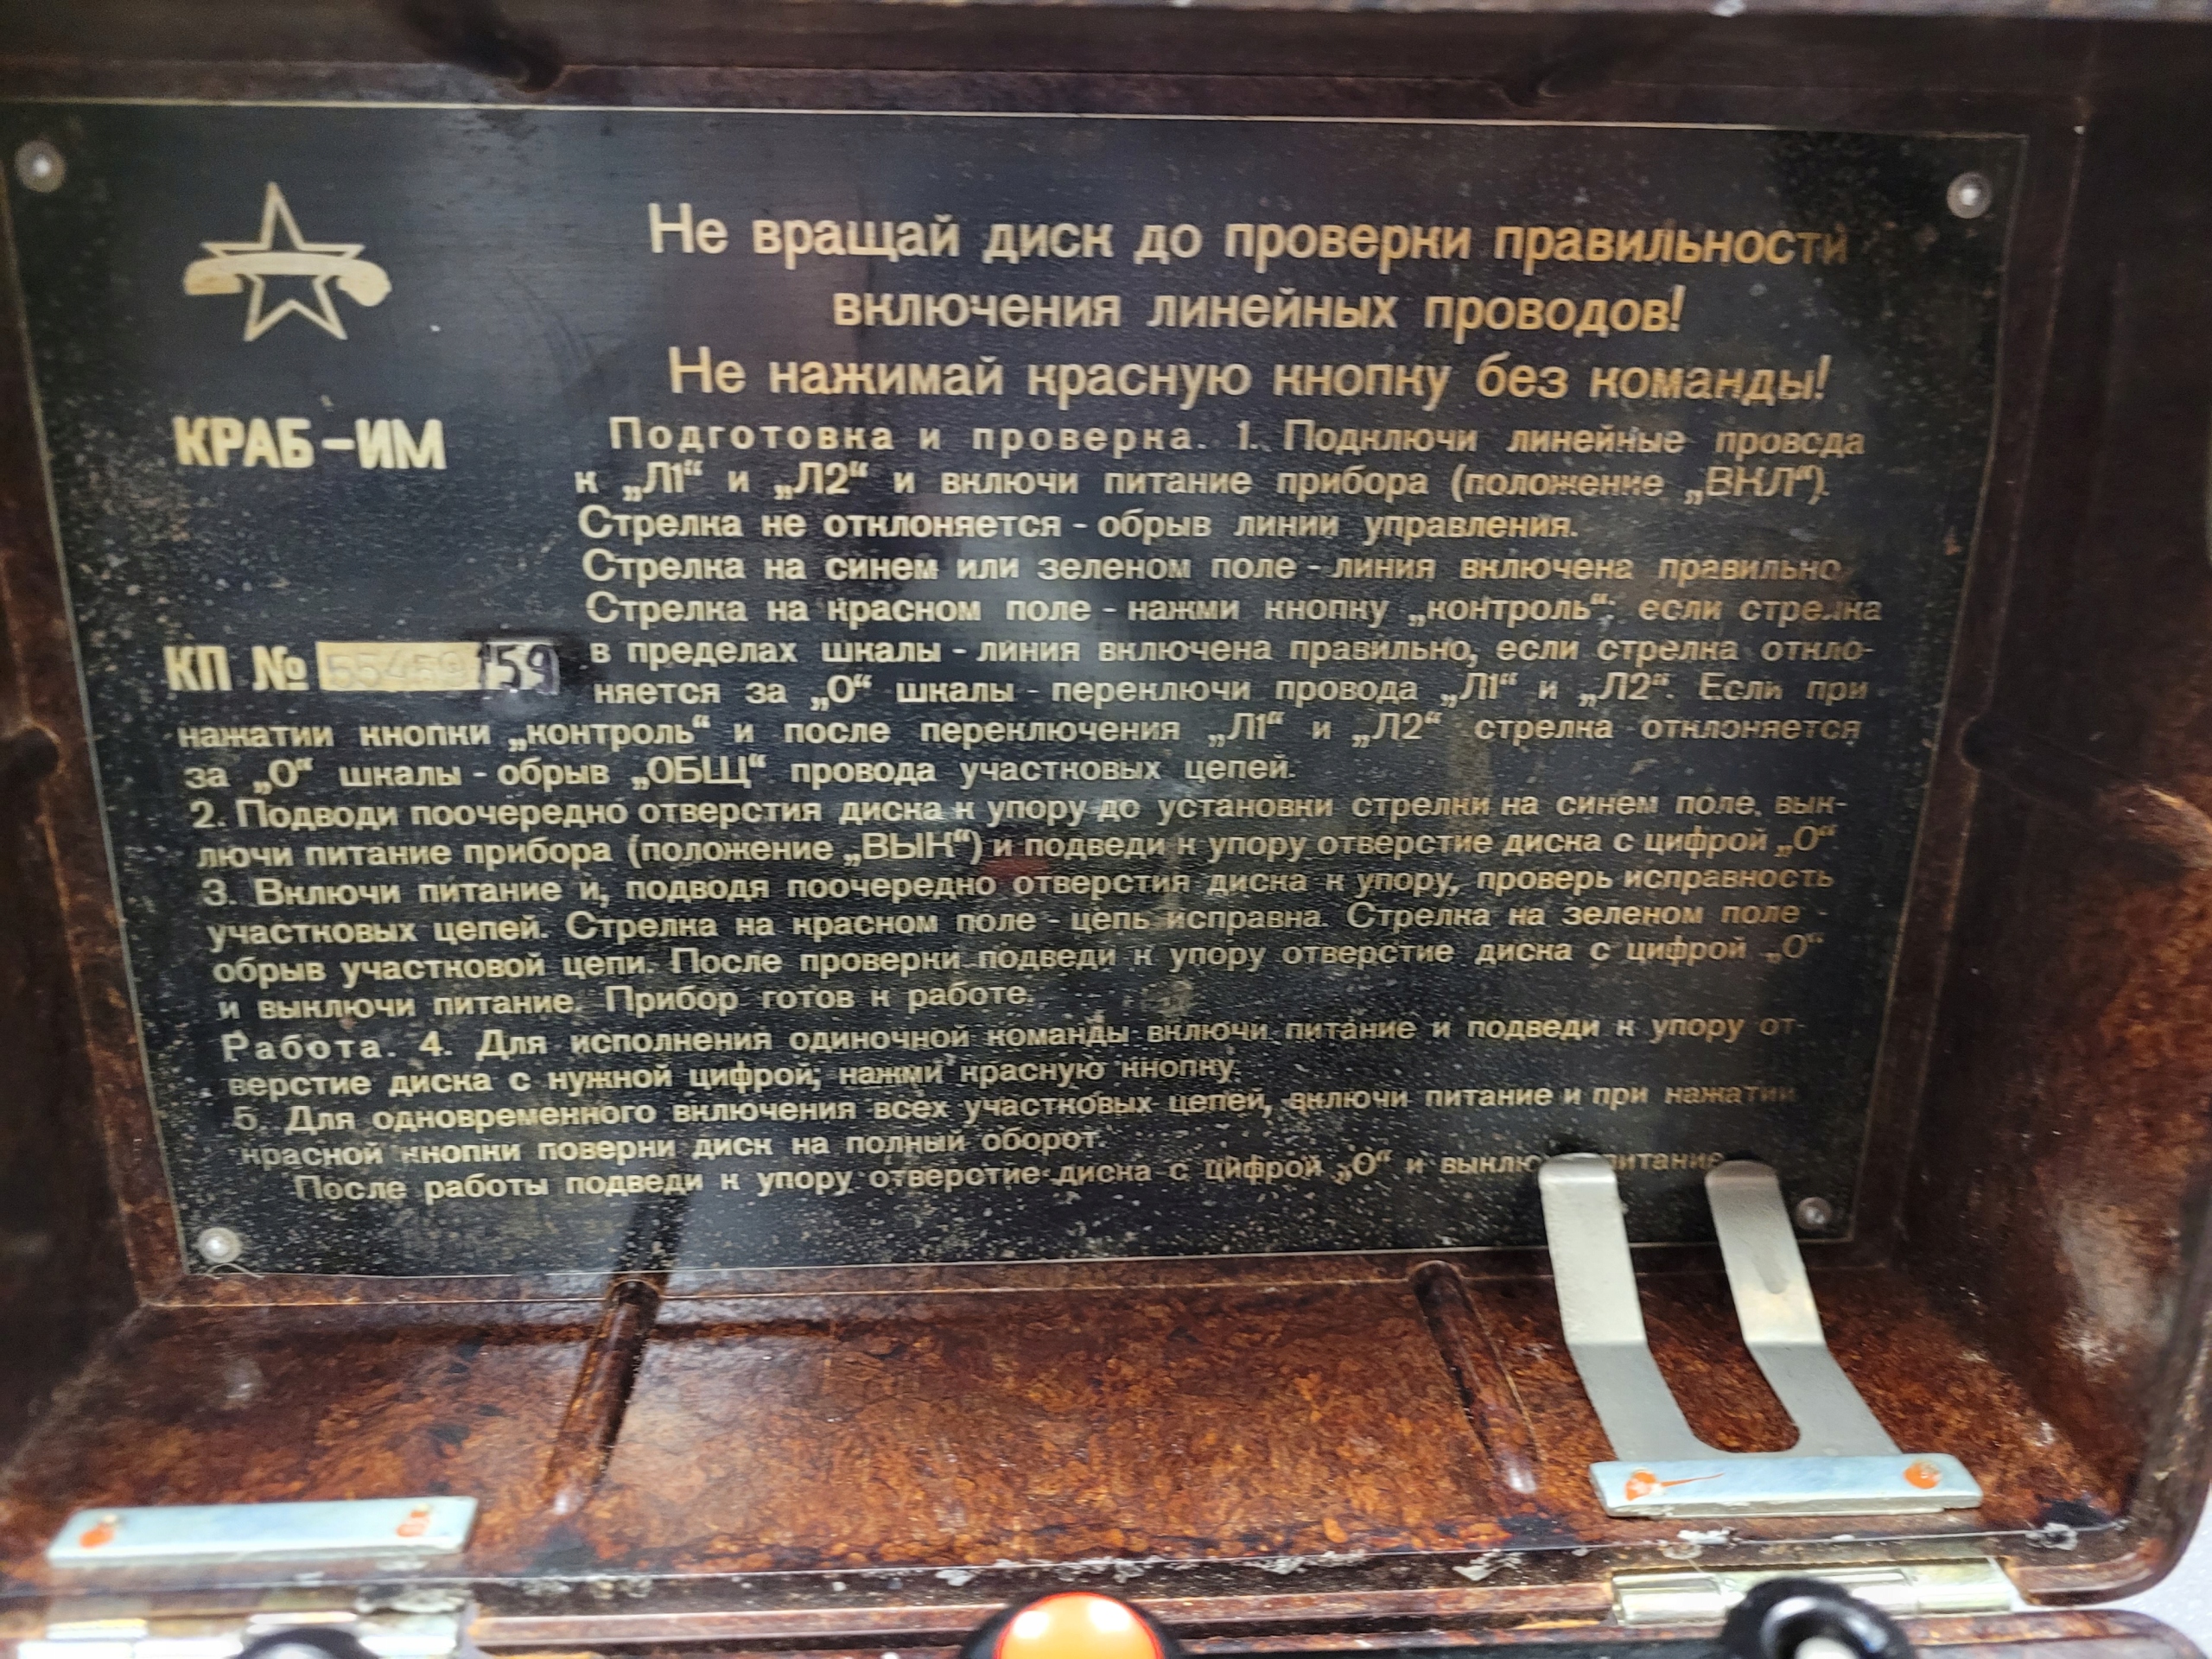 Не вращай диск до проверки правильности
включения линейных проводов!
Не нажимай красную кнопку без команды!
КРАБ-ИМ
Подготовка и проверка. 1. Подключи линейные провода
к „Л1“ и „Л2“ и включи питание прибора (положение „ВКЛ“).
Стрелка не отклоняется - обрыв линии управления.
Стрелка на синем или зеленом поле - линия включена правильно.
Стрелка на красном поле - нажми кнопку „контроль“; если стрелка
КП № 55459 159
в пределах шкалы - линия включена правильно, если стрелка откло-
няется за „О“ шкалы - переключи провода „Л1“ и „Л2“. Если при
нажатии кнопки „контроль“ и после переключения „Л1“ и „Л2“ стрелка отклоняется
за „О“ шкалы - обрыв „ОБЩ“ провода участковых цепей.
2. Подводи поочередно отверстия диска к упору до установки стрелки на синем поле, вык-
лючи питание прибора (положение „ВЫК“) и подведи к упору отверстие диска с цифрой „О“
3. Включи питание и, подводя поочередно отверстия диска к упору, проверь исправность
участковых цепей. Стрелка на красном поле - цепь исправна. Стрелка на зеленом поле -
обрыв участковой цепи. После проверки подведи к упору отверстие диска с цифрой „О“
и выключи питание. Прибор готов к работе.
Работа. 4. Для исполнения одиночной команды включи питание и подведи к упору от-
верстие диска с нужной цифрой; нажми красную кнопку.
5. Для одновременного включения всех участковых цепей, включи питание и при нажатии
красной кнопки поверни диск на полный оборот.
После работы подведи к упору отверстие диска с цифрой „О“ и питание